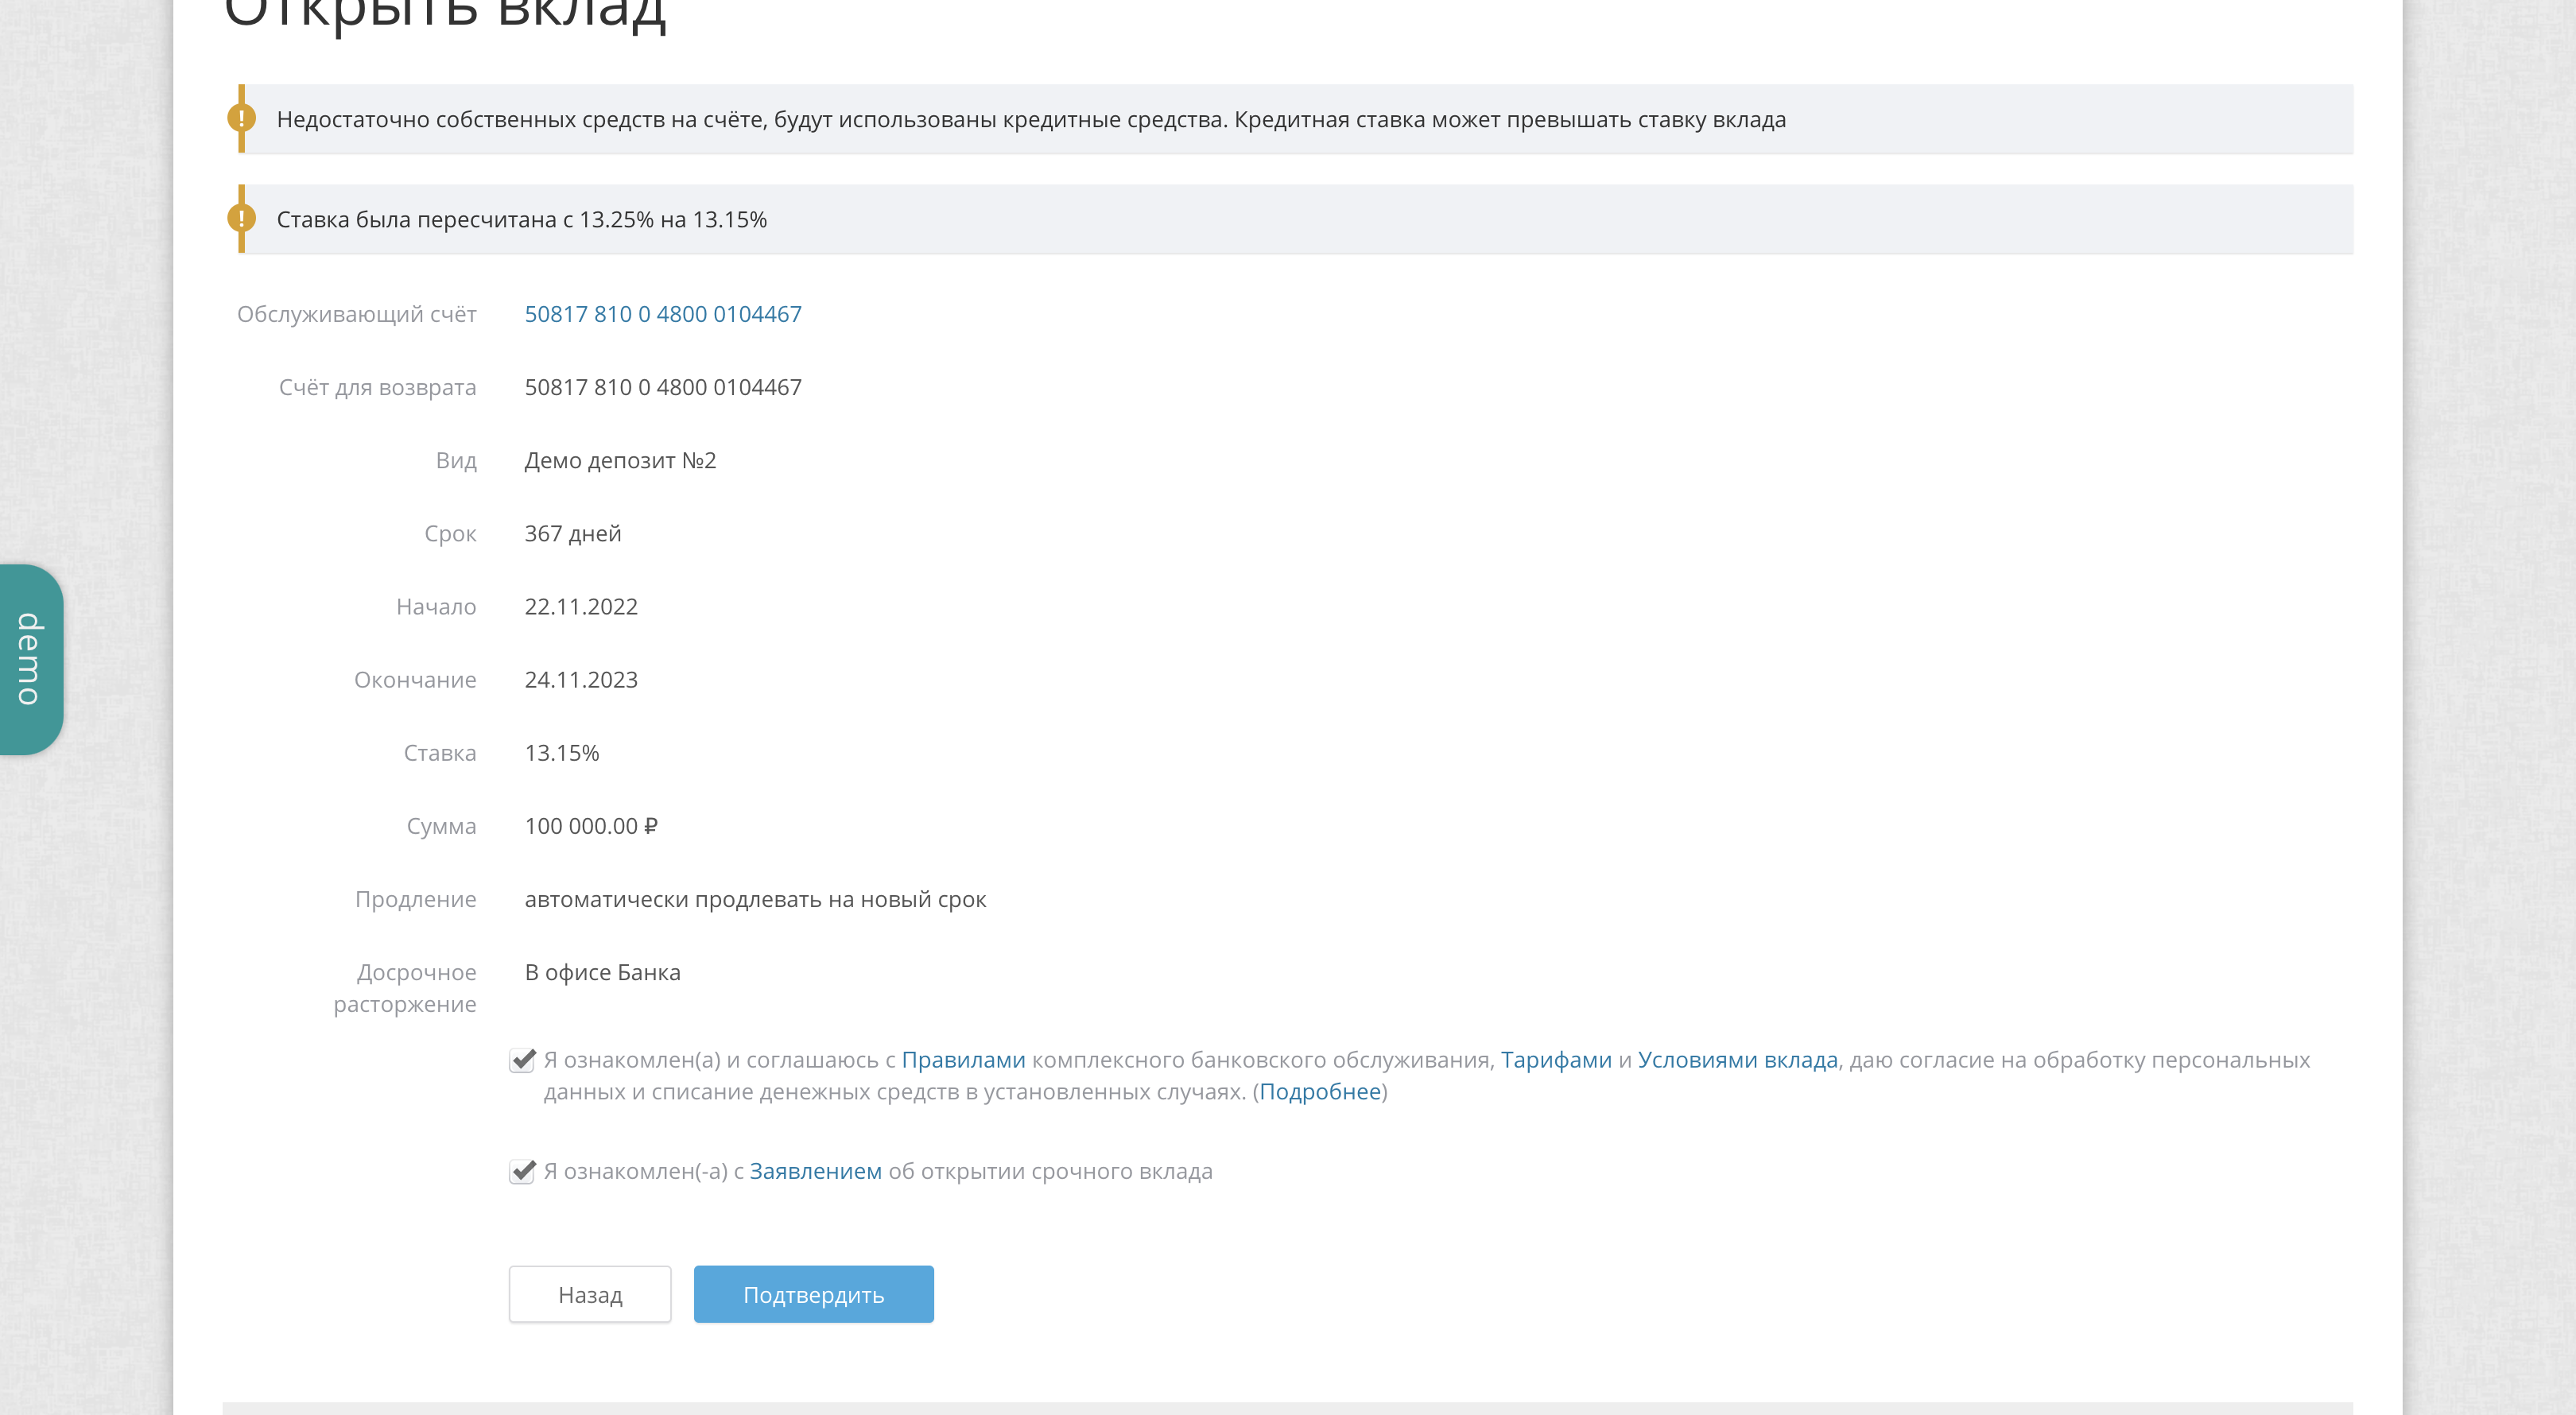 Открыть вклад
Недостаточно собственных средств на счёте, будут использованы кредитные средства. Кредитная ставка может превышать ставку вклада
Ставка была пересчитана с 13.25% на 13.15%
Обслуживающий счёт 50817 810 0 4800 0104467
Счёт для возврата 50817 810 0 4800 0104467
Вид Демо депозит №2
Срок 367 дней
Начало 22.11.2022
Окончание 24.11.2023
Ставка 13.15%
Сумма 100 000.00 ₽
Продление автоматически продлевать на новый срок
Досрочное В офисе Банка
расторжение
Я ознакомлен(а) и соглашаюсь с Правилами комплексного банковского обслуживания, Тарифами и Условиями вклада, даю согласие на обработку персональных
данных и списание денежных средств в установленных случаях. (Подробнее)
Я ознакомлен(-а) с Заявлением об открытии срочного вклада
Назад Подтвердить
demo